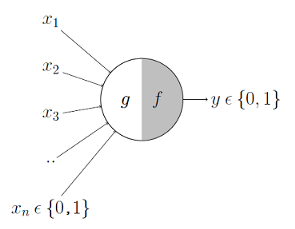 x₁
x₂
x₃
g f
y ϵ {0, 1}
..
xₙ ϵ {0, 1}